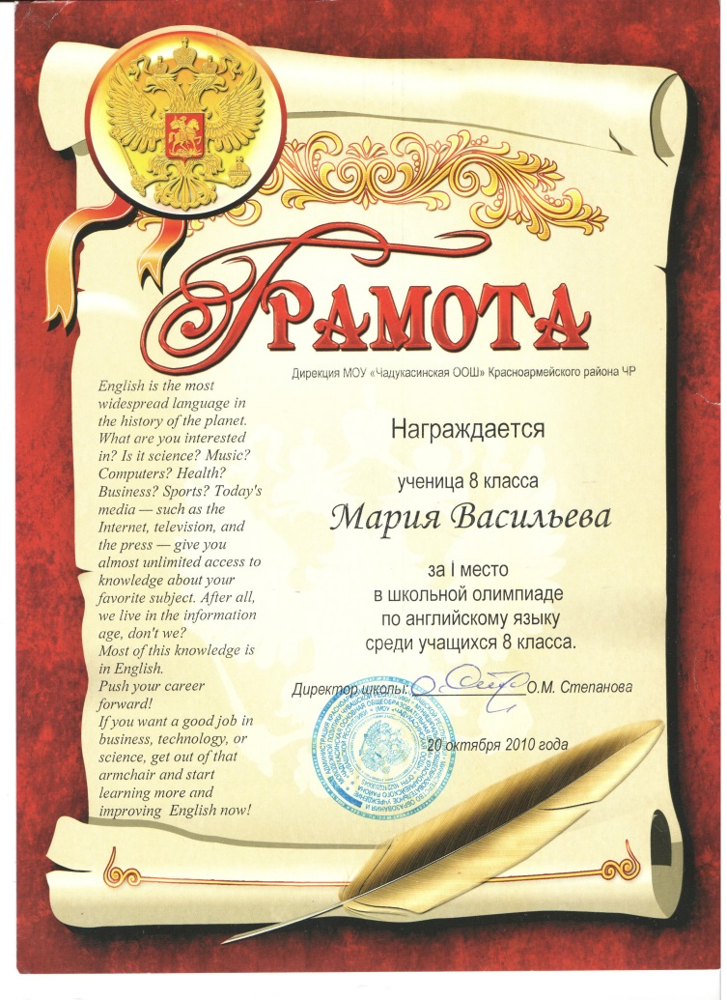 ГРАМОТА
Дирекция МОУ «Чадукасинская ООШ» Красноармейского района ЧР
English is the most
widespread language in
the history of the planet.
What are you interested
in? Is it science? Music?
Computers? Health?
Business? Sports? Today's
media — such as the
Internet, television, and
the press — give you
almost unlimited access to
knowledge about your
favorite subject. After all,
we live in the information
age, don't we?
Most of this knowledge is
in English.
Push your career
forward!
If you want a good job in
business, technology, or
science, get out of that
armchair and start
learning more and
improving English now!
Награждается
ученица 8 класса
Мария Васильева
за I место
в школьной олимпиаде
по английскому языку
среди учащихся 8 класса.
Директор школы: О.М. Степанова
20 октября 2010 года